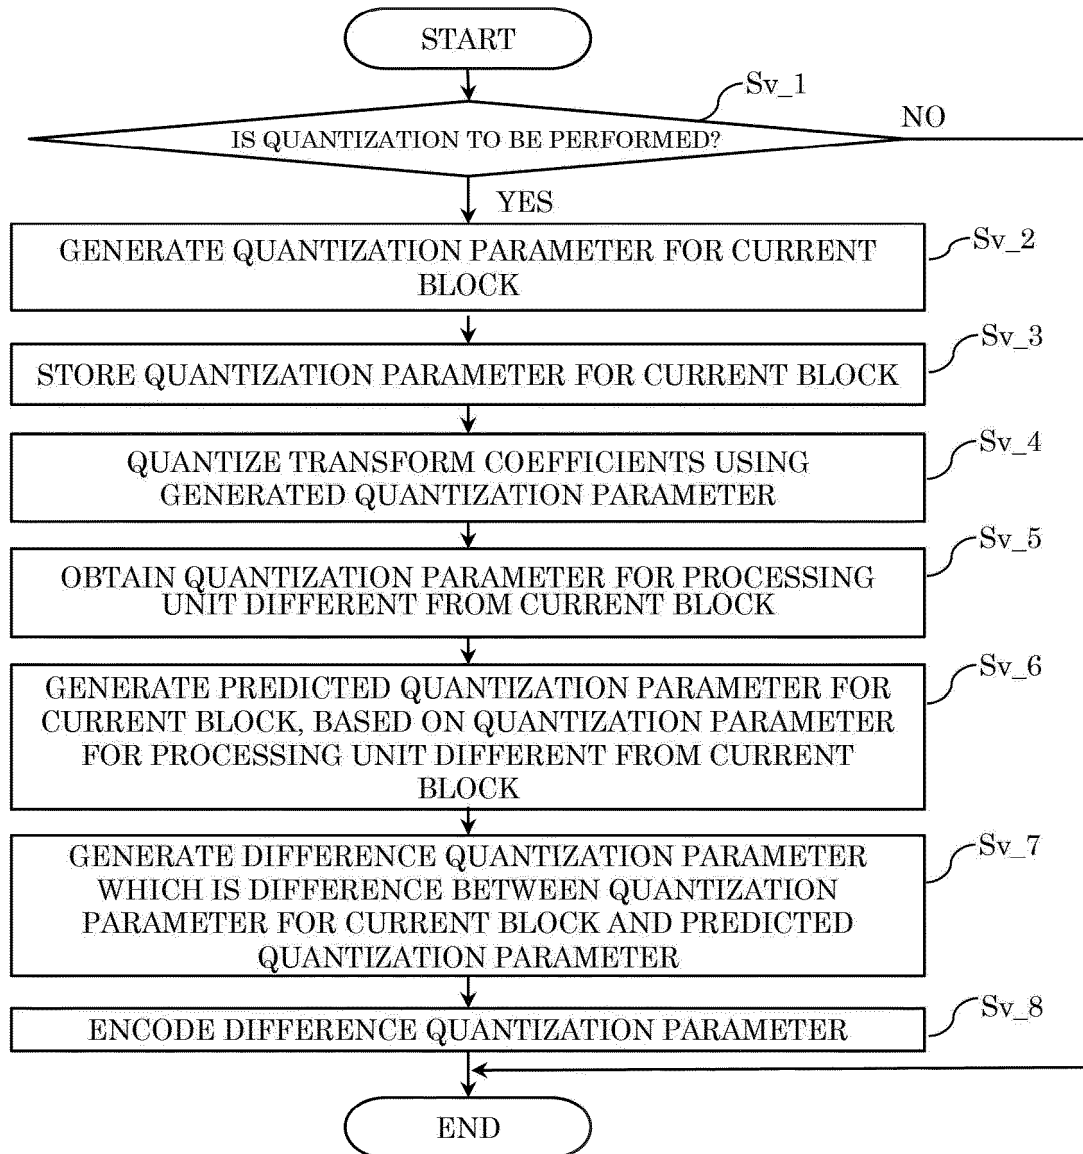 START
Sv_1
IS QUANTIZATION TO BE PERFORMED?
NO
YES
GENERATE QUANTIZATION PARAMETER FOR CURRENT
BLOCK
Sv_2
STORE QUANTIZATION PARAMETER FOR CURRENT BLOCK
Sv_3
QUANTIZE TRANSFORM COEFFICIENTS USING
GENERATED QUANTIZATION PARAMETER
Sv_4
OBTAIN QUANTIZATION PARAMETER FOR PROCESSING
UNIT DIFFERENT FROM CURRENT BLOCK
Sv_5
GENERATE PREDICTED QUANTIZATION PARAMETER FOR
CURRENT BLOCK, BASED ON QUANTIZATION PARAMETER
FOR PROCESSING UNIT DIFFERENT FROM CURRENT
BLOCK
Sv_6
GENERATE DIFFERENCE QUANTIZATION PARAMETER
WHICH IS DIFFERENCE BETWEEN QUANTIZATION
PARAMETER FOR CURRENT BLOCK AND PREDICTED
QUANTIZATION PARAMETER
Sv_7
ENCODE DIFFERENCE QUANTIZATION PARAMETER
Sv_8
END